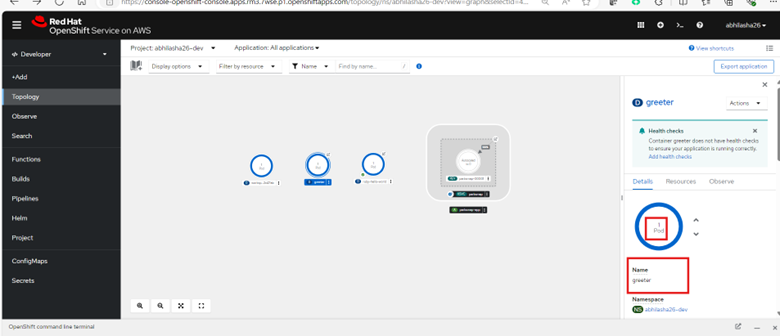 https://console-openshift-console.apps.rm3.7wse.p1.openshiftapps.com/topology/ns/abhilasha26-dev?view=graph&selectId=4...
Red Hat
OpenShift Service on AWS
abhilasha26
Developer
+Add
Topology
Observe
Search
Functions
Builds
Pipelines
Helm
Project
ConfigMaps
Secrets
Project: abhilasha26-dev
Application: All applications
View shortcuts
Display options
Filter by resource
Name
Find by name...
/
Export application
1
Pod
D greeter
1
Pod
D greeter
Actions
Health checks
Container greeter does not have health checks
to ensure your application is running correctly.
Add health checks
Details
Resources
Observe
1
Pod
Name
greeter
Namespace
NS abhilasha26-dev
OpenShift command line terminal